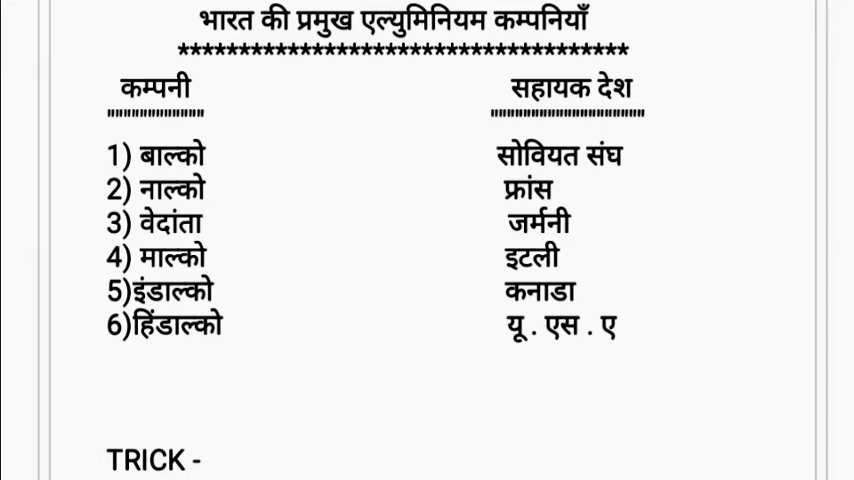 भारत की प्रमुख एल्युमिनियम कम्पनियाँ
*************************************
कम्पनी सहायक देश
"""""""""""""""" """""""""""""""""""""""""
1) बाल्को सोवियत संघ
2) नाल्को फ्रांस
3) वेदांता जर्मनी
4) माल्को इटली
5)इंडाल्को कनाडा
6)हिंडाल्को यू . एस . ए
TRICK -